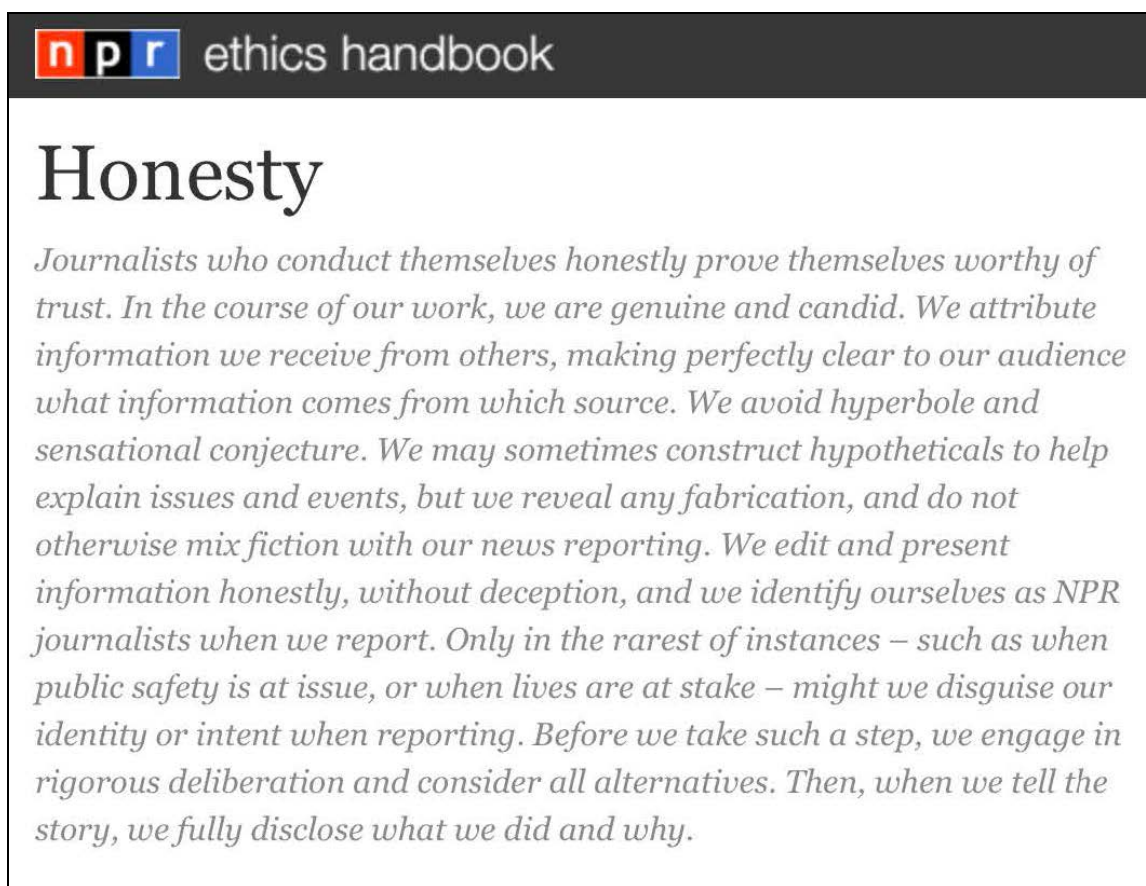 npr ethics handbook
Honesty
Journalists who conduct themselves honestly prove themselves worthy of
trust. In the course of our work, we are genuine and candid. We attribute
information we receive from others, making perfectly clear to our audience
what information comes from which source. We avoid hyperbole and
sensational conjecture. We may sometimes construct hypotheticals to help
explain issues and events, but we reveal any fabrication, and do not
otherwise mix fiction with our news reporting. We edit and present
information honestly, without deception, and we identify ourselves as NPR
journalists when we report. Only in the rarest of instances – such as when
public safety is at issue, or when lives are at stake – might we disguise our
identity or intent when reporting. Before we take such a step, we engage in
rigorous deliberation and consider all alternatives. Then, when we tell the
story, we fully disclose what we did and why.